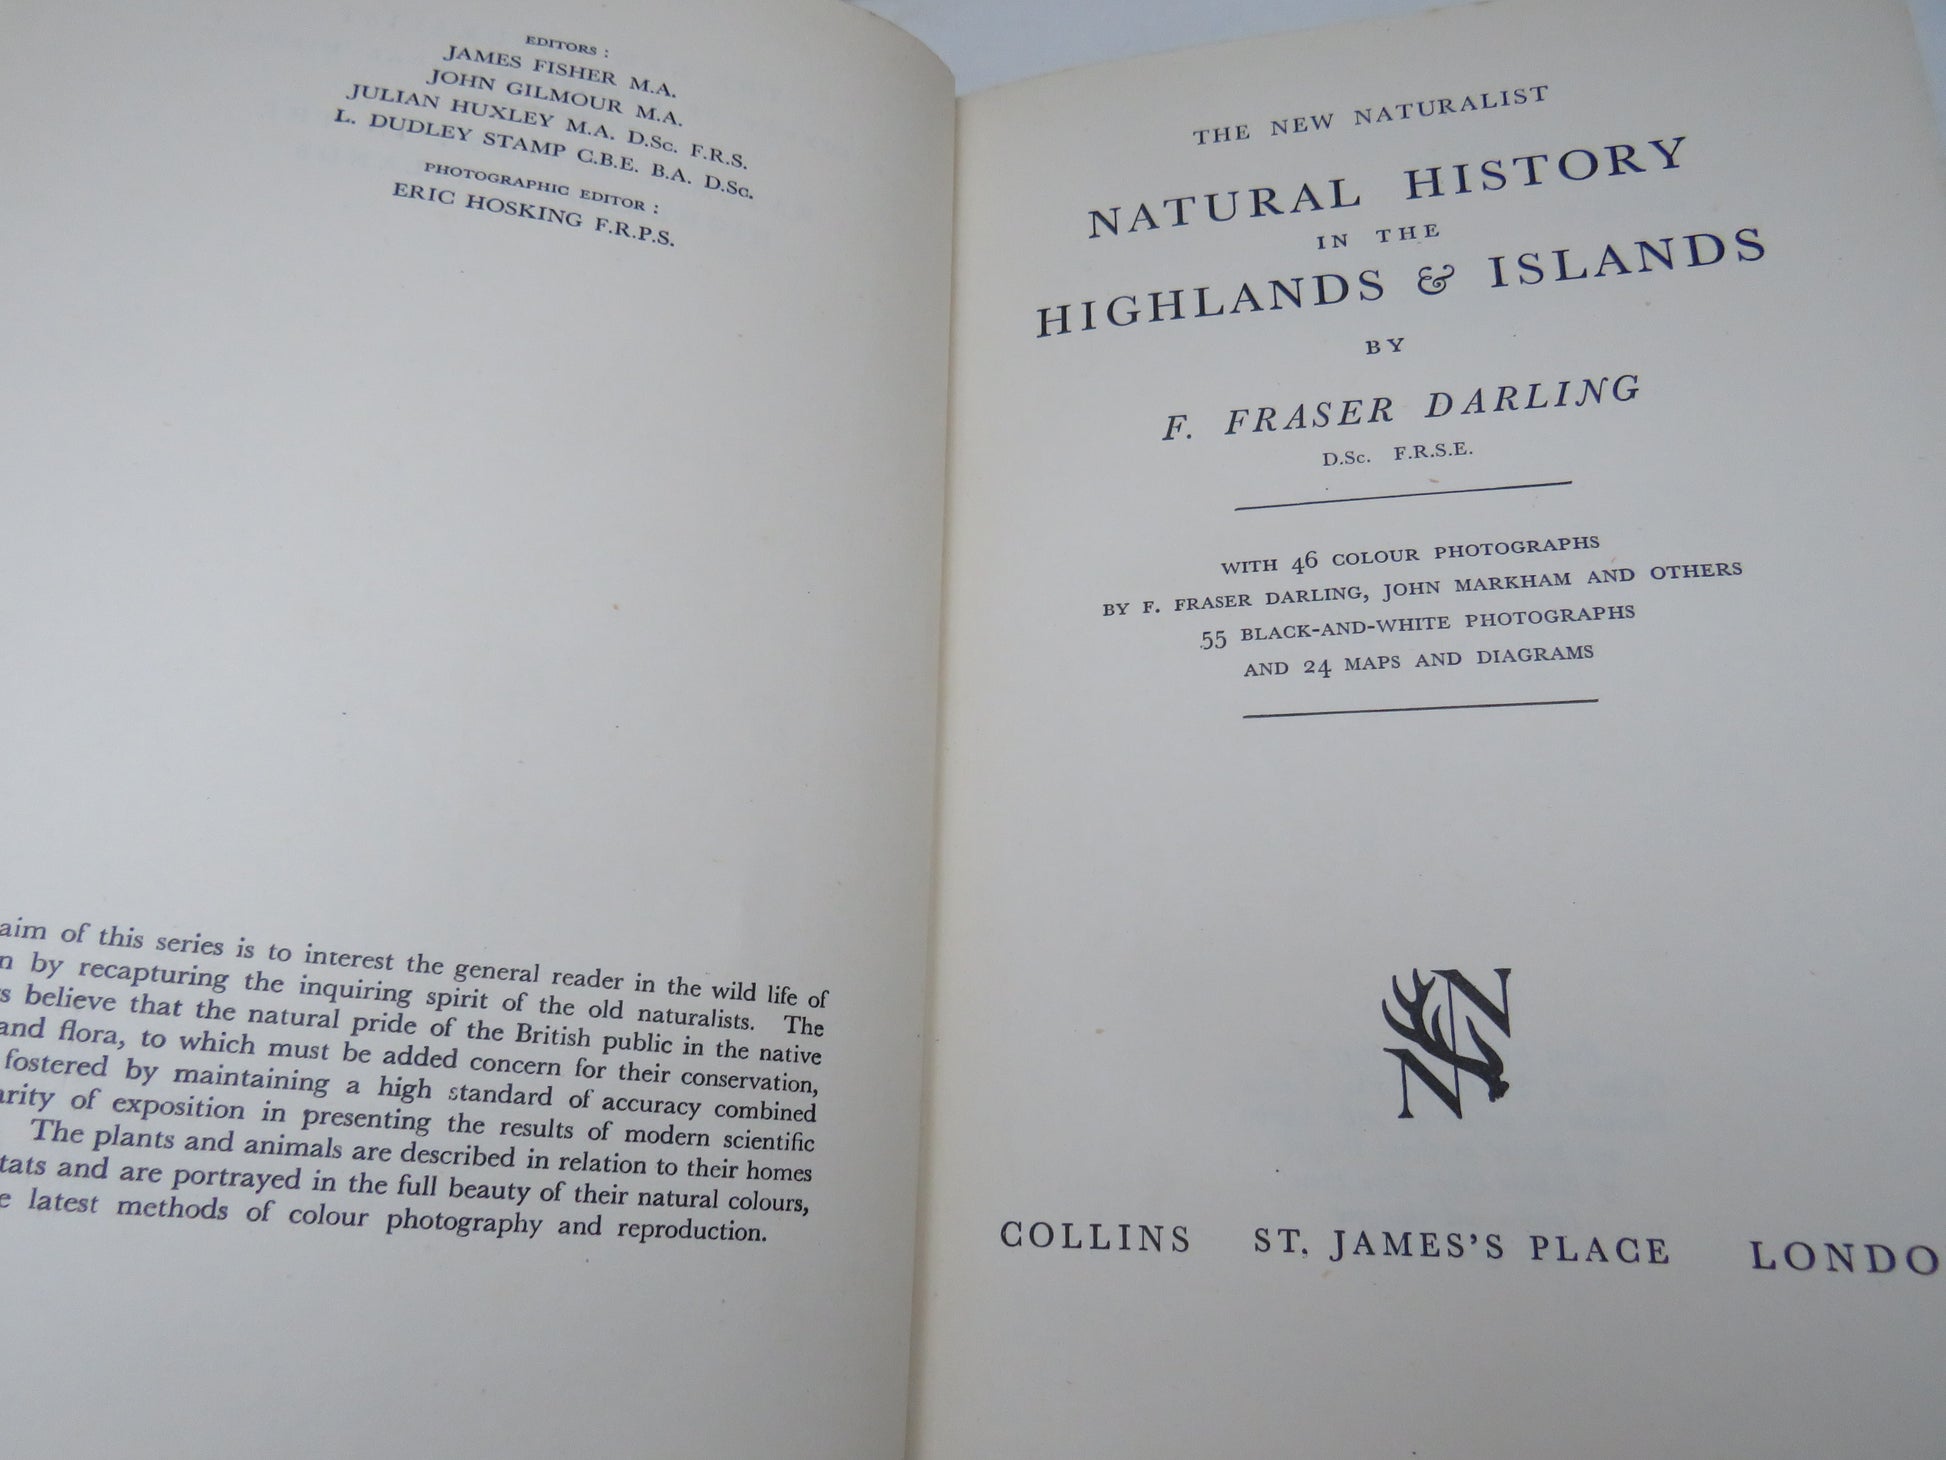 EDITORS :
JAMES FISHER M.A.
JOHN GILMOUR M.A.
JULIAN HUXLEY M.A. D.Sc. F.R.S.
L. DUDLEY STAMP C.B.E. B.A. D.Sc.
PHOTOGRAPHIC EDITOR :
ERIC HOSKING F.R.P.S.
aim of this series is to interest the general reader in the wild life of
by recapturing the inquiring spirit of the old naturalists. The
believe that the natural pride of the British public in the native
and flora, to which must be added concern for their conservation,
fostered by maintaining a high standard of accuracy combined
of exposition in presenting the results of modern scientific
The plants and animals are described in relation to their homes
and are portrayed in the full beauty of their natural colours,
latest methods of colour photography and reproduction.
THE NEW NATURALIST
NATURAL HISTORY
IN THE
HIGHLANDS & ISLANDS
BY
F. FRASER DARLING
D.Sc. F.R.S.E.
WITH 46 COLOUR PHOTOGRAPHS
BY F. FRASER DARLING, JOHN MARKHAM AND OTHERS
55 BLACK-AND-WHITE PHOTOGRAPHS
AND 24 MAPS AND DIAGRAMS
NN
COLLINS ST. JAMES'S PLACE LONDO